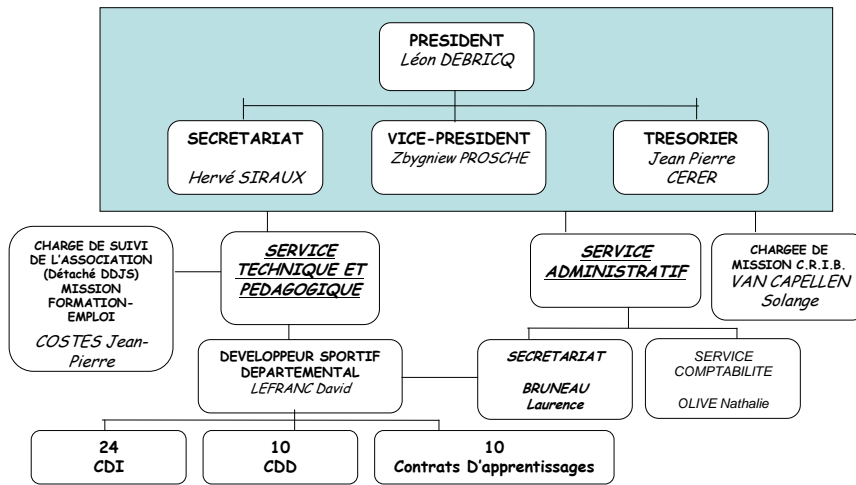 PRESIDENT
Léon DEBRICQ
SECRETARIAT
Hervé SIRAUX
VICE-PRESIDENT
Zbygniew PROSCHE
TRESORIER
Jean Pierre
CERER
CHARGE DE SUIVI
DE L'ASSOCIATION
(Détaché DDJS)
MISSION
FORMATION-
EMPLOI
COSTES Jean-
Pierre
SERVICE
TECHNIQUE ET
PEDAGOGIQUE
SERVICE
ADMINISTRATIF
CHARGEE DE
MISSION C.R.I.B.
VAN CAPELLEN
Solange
DEVELOPPEUR SPORTIF
DEPARTEMENTAL
LEFRANC David
SECRETARIAT
BRUNEAU
Laurence
SERVICE
COMPTABILITE
OLIVE Nathalie
24
CDI
10
CDD
10
Contrats D'apprentissages